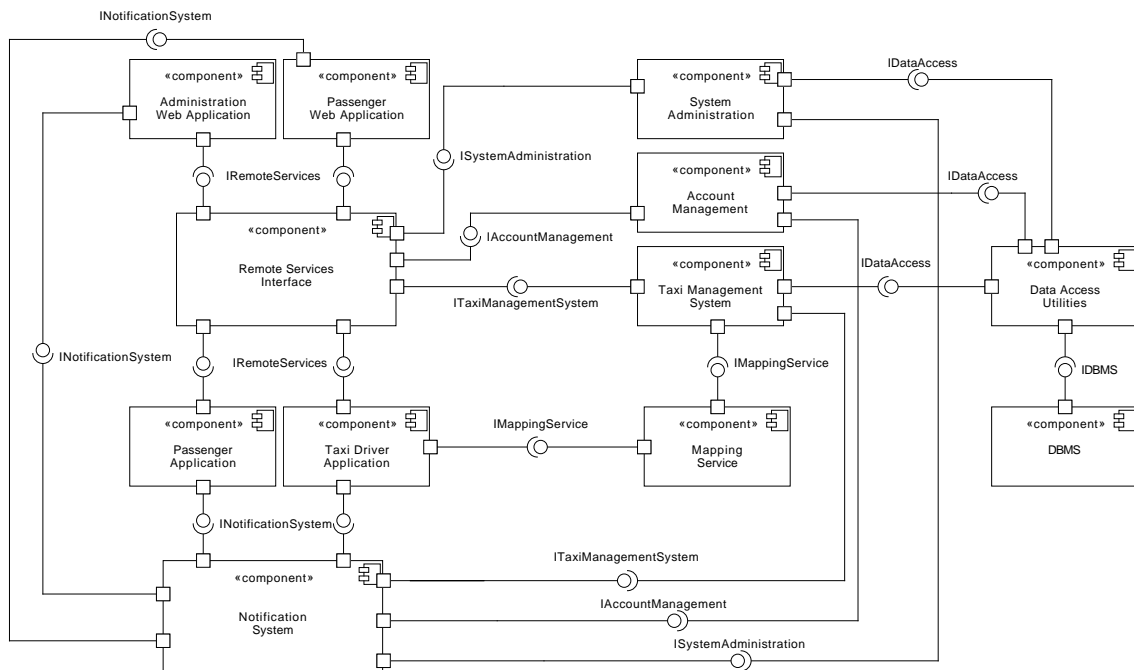 INotificationSystem
«component»
Administration
Web Application
«component»
Passenger
Web Application
«component»
System
Administration
IDataAccess
ISystemAdministration
IRemoteServices
«component»
Account
Management
IDataAccess
«component»
Remote Services
Interface
IAccountManagement
«component»
Taxi Management
System
IDataAccess
«component»
Data Access
Utilities
ITaxiManagementSystem
INotificationSystem
IRemoteServices
IMappingService
IDBMS
«component»
Passenger
Application
«component»
Taxi Driver
Application
IMappingService
«component»
Mapping
Service
«component»
DBMS
INotificationSystem
«component»
Notification
System
ITaxiManagementSystem
IAccountManagement
ISystemAdministration